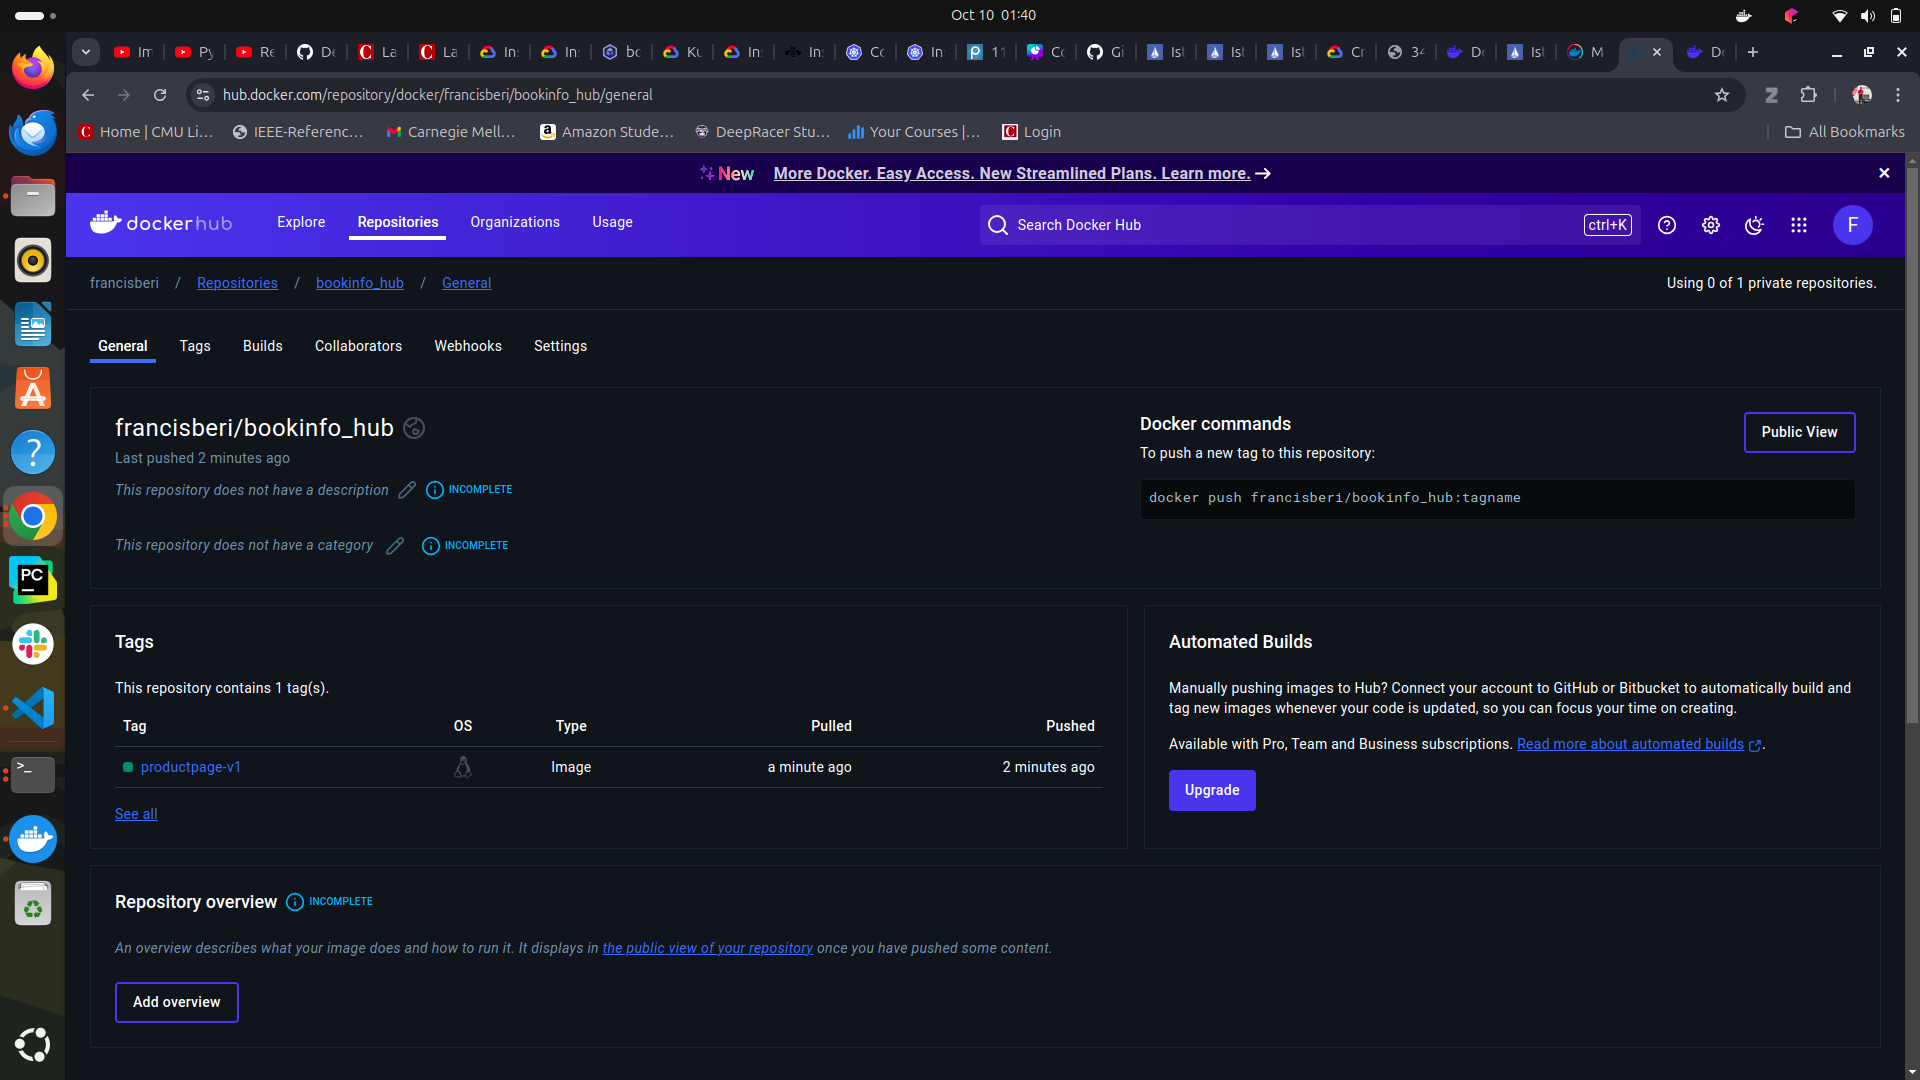 Oct 10 01:40
Im
Py
Re
De
La
La
Ins
Ins
bo
Ku
Ins
Ins
Co
In
11
Co
Gi
Ist
Ist
Ist
Cr
34
Do
Ist
M
Do
hub.docker.com/repository/docker/francisberi/bookinfo_hub/general
Home | CMU Li...
IEEE-Referenc...
Carnegie Mell...
Amazon Stude...
DeepRacer Stu...
Your Courses |...
Login
All Bookmarks
New More Docker. Easy Access. New Streamlined Plans. Learn more. →
dockerhub
Explore
Repositories
Organizations
Usage
Search Docker Hub
ctrl+K
F
francisberi / Repositories / bookinfo_hub / General
Using 0 of 1 private repositories.
General
Tags
Builds
Collaborators
Webhooks
Settings
francisberi/bookinfo_hub
Last pushed 2 minutes ago
This repository does not have a description INCOMPLETE
This repository does not have a category INCOMPLETE
Docker commands
Public View
To push a new tag to this repository:
docker push francisberi/bookinfo_hub:tagname
Tags
This repository contains 1 tag(s).
Tag OS Type Pulled Pushed
productpage-v1 Image a minute ago 2 minutes ago
See all
Automated Builds
Manually pushing images to Hub? Connect your account to GitHub or Bitbucket to automatically build and
tag new images whenever your code is updated, so you can focus your time on creating.
Available with Pro, Team and Business subscriptions. Read more about automated builds.
Upgrade
Repository overview INCOMPLETE
An overview describes what your image does and how to run it. It displays in the public view of your repository once you have pushed some content.
Add overview
PC